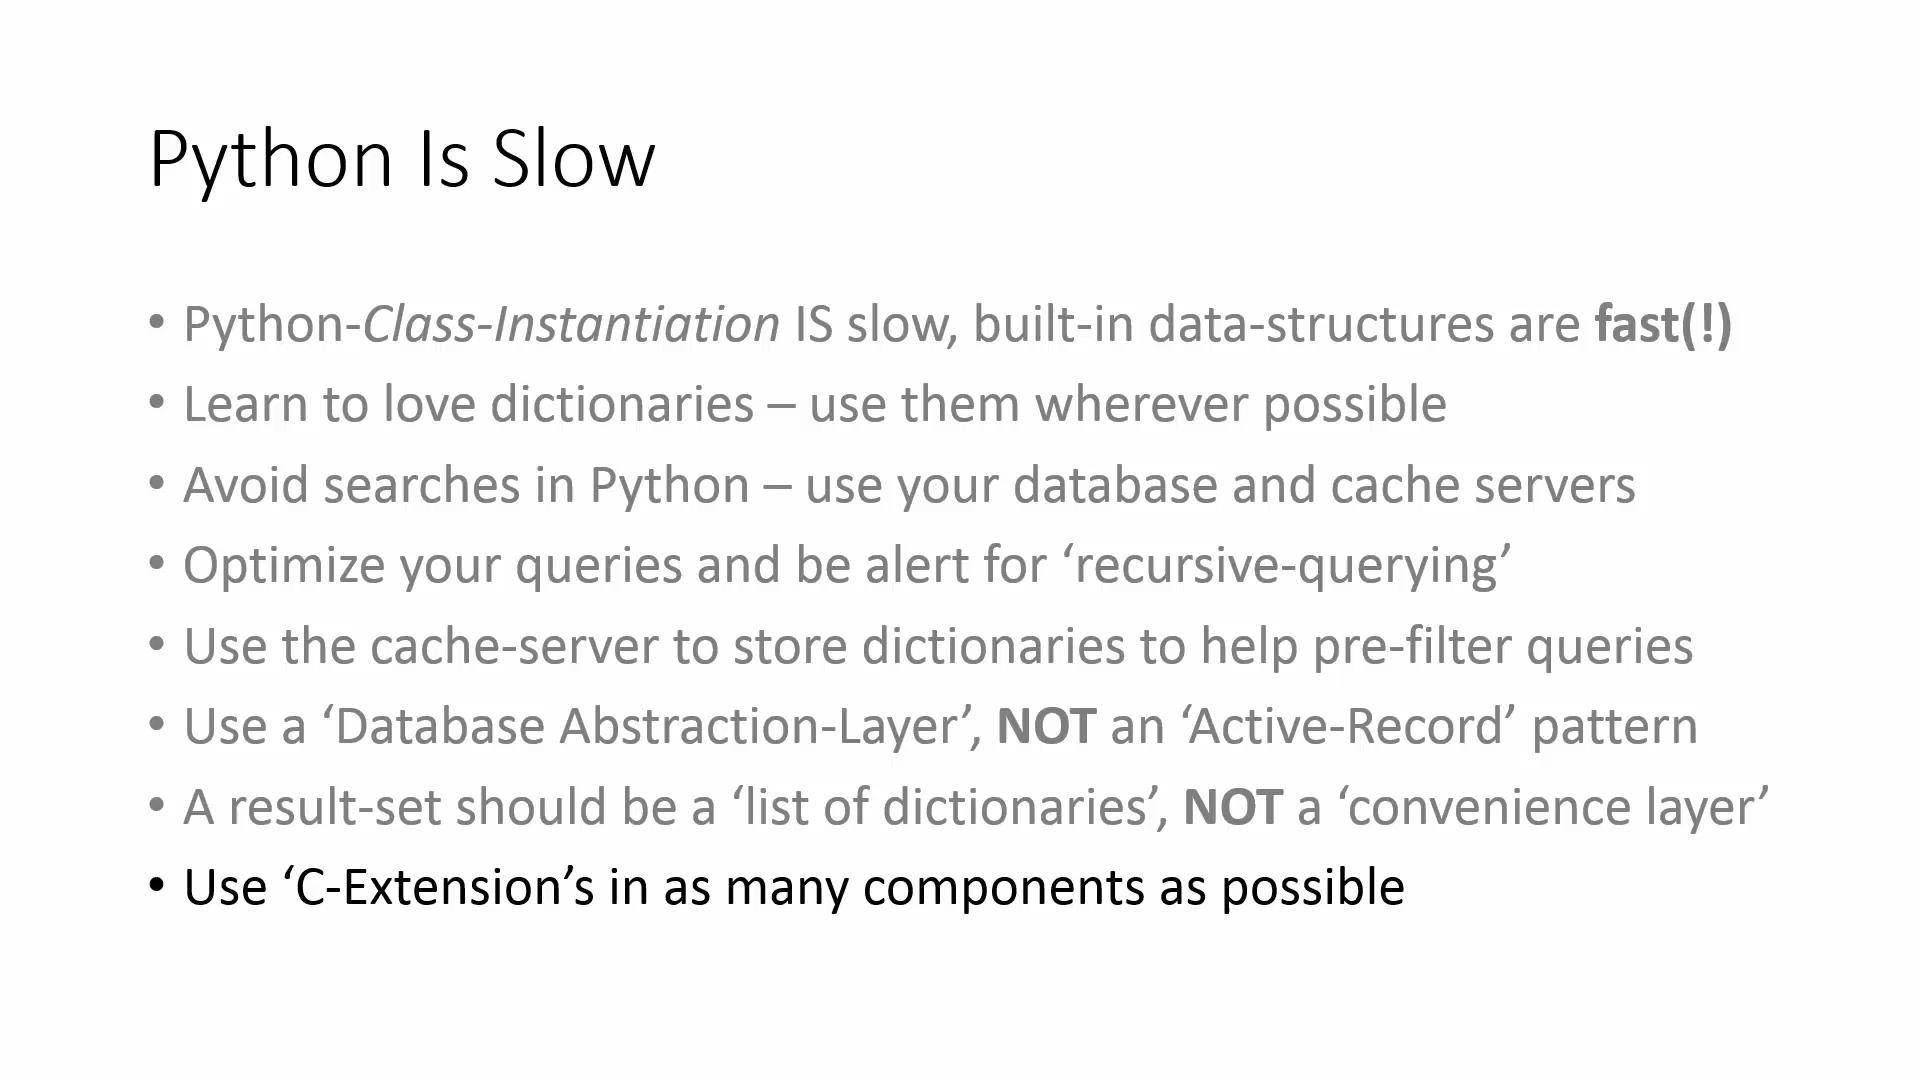 Python Is Slow
• Python-Class-Instantiation IS slow, built-in data-structures are fast(!)
• Learn to love dictionaries – use them wherever possible
• Avoid searches in Python – use your database and cache servers
• Optimize your queries and be alert for ‘recursive-querying’
• Use the cache-server to store dictionaries to help pre-filter queries
• Use a ‘Database Abstraction-Layer’, NOT an ‘Active-Record’ pattern
• A result-set should be a ‘list of dictionaries’, NOT a ‘convenience layer’
• Use ‘C-Extension’s in as many components as possible